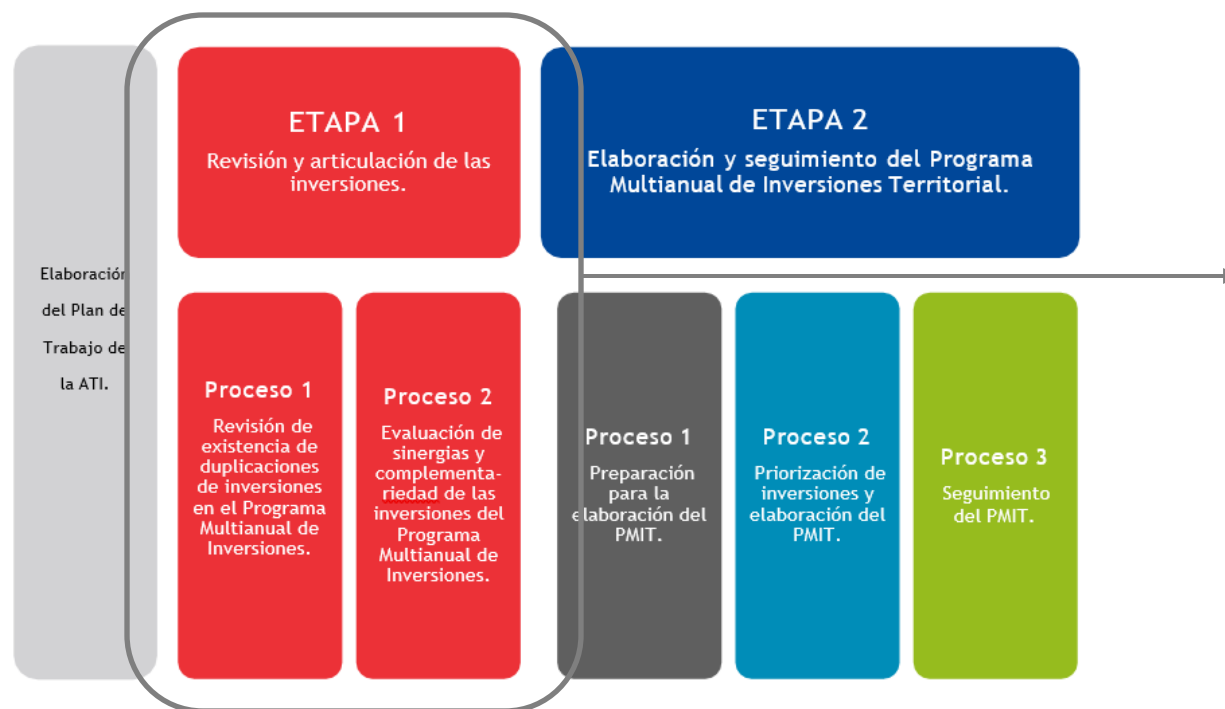 Elaboración
del Plan de
Trabajo de
la ATI.
ETAPA 1
Revisión y articulación de las
inversiones.
ETAPA 2
Elaboración y seguimiento del Programa
Multianual de Inversiones Territorial.
Proceso 1
Revisión de
existencia de
duplicaciones
de inversiones
en el Programa
Multianual de
Inversiones.
Proceso 2
Evaluación de
sinergias y
complementa-
riedad de las
inversiones del
Programa
Multianual de
Inversiones.
Proceso 1
Preparación
para la
elaboración del
PMIT.
Proceso 2
Priorización de
inversiones y
elaboración del
PMIT.
Proceso 3
Seguimiento
del PMIT.